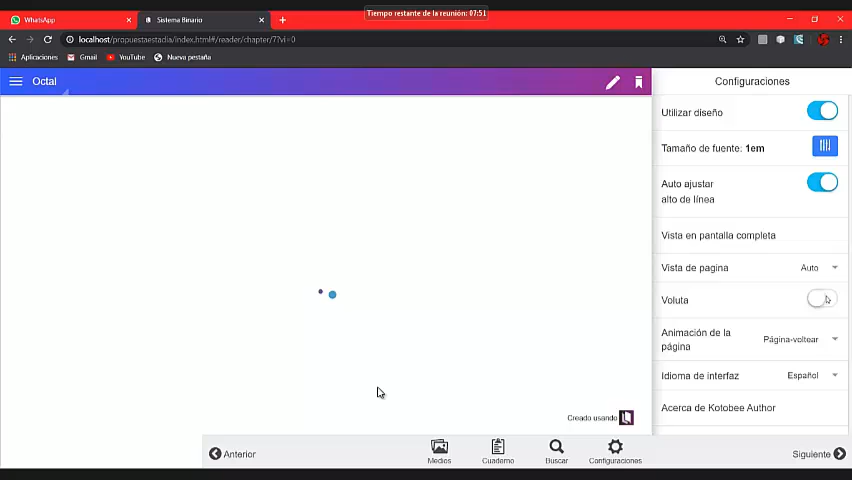 Tiempo restante de la reunión: 07:51
WhatsApp
Sistema Binario
localhost/propuestaestadia/index.html#/reader/chapter/7?vi=0
Aplicaciones
Gmail
YouTube
Nueva pestaña
Octal
Configuraciones
Utilizar diseño
Tamaño de fuente: 1em
Auto ajustar
alto de línea
Vista en pantalla completa
Vista de pagina Auto
Voluta
Animación de la
página
Página-voltear
Idioma de interfaz Español
Acerca de Kotobee Author
Creado usando
Anterior
Medios
Cuaderno
Buscar
Configuraciones
Siguiente